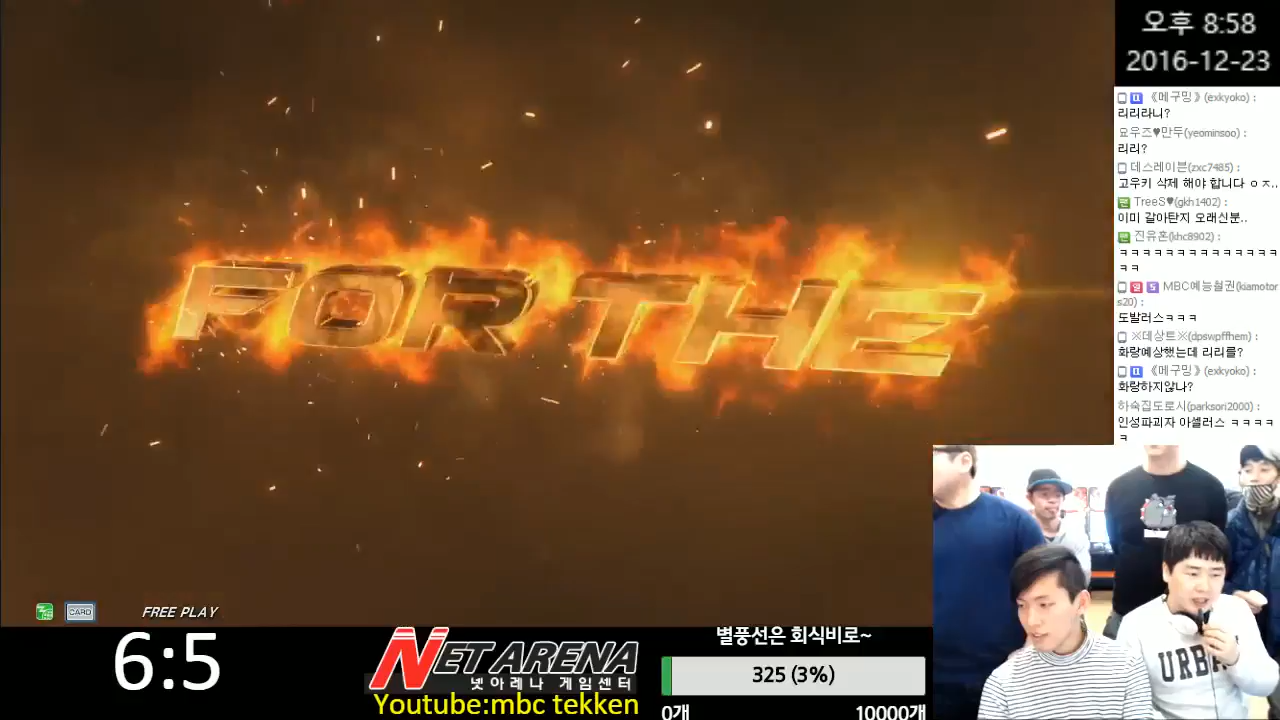 FOR THE
FREE PLAY
CARD
6:5
NET ARENA
넷아레나 게임센터
Youtube:mbc tekken
별풍선은 회식비로~
325 (3%)
0개
10000개
오후 8:58
2016-12-23
《메구밍》(exkyoko) :
리리라니?
묘우즈♥만두(yeominsoo) :
리리?
데스레이븐(zxc7485) :
고우키 삭제 해야 합니다 ㅇㅈ..
TreeS♥(gkh1402) :
이미 갈아탄지 오래신분..
진유혼(khc8902) :
ㅋㅋㅋㅋㅋㅋㅋㅋㅋㅋㅋㅋㅋㅋ
ㅋㅋ
MBC예능철권(kiamotor
s20) :
도발러스ㅋㅋㅋ
※데상트※(dpswpffhem) :
화랑예상했는데 리리를?
《메구밍》(exkyoko) :
화랑하지않나?
하숙집도로시(parksori2000) :
인성파괴자 아셀러스 ㅋㅋㅋㅋ
ㅋ
URBA